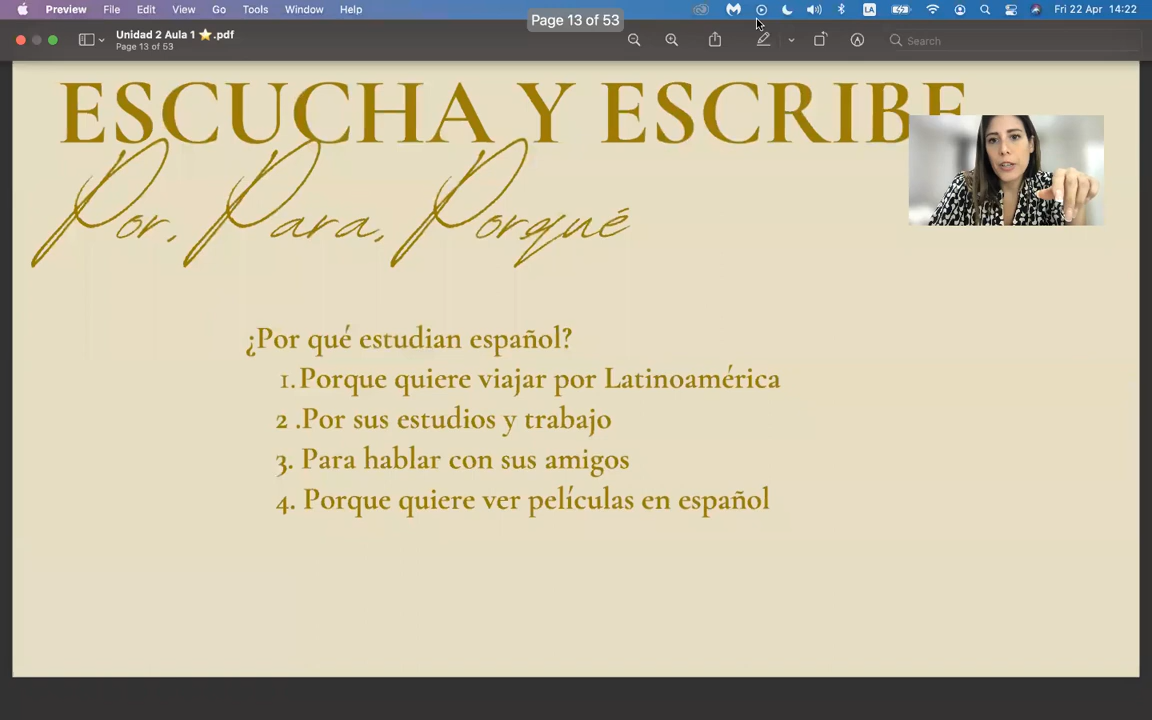 Preview File Edit View Go Tools Window Help
Page 13 of 53
LA
Fri 22 Apr 14:22
Unidad 2 Aula 1 ⭐.pdf
Page 13 of 53
Search
ESCUCHA Y ESCRIBE
Por, Para, Porqué
¿Por qué estudian español?
1.Porque quiere viajar por Latinoamérica
2 .Por sus estudios y trabajo
3. Para hablar con sus amigos
4. Porque quiere ver películas en español